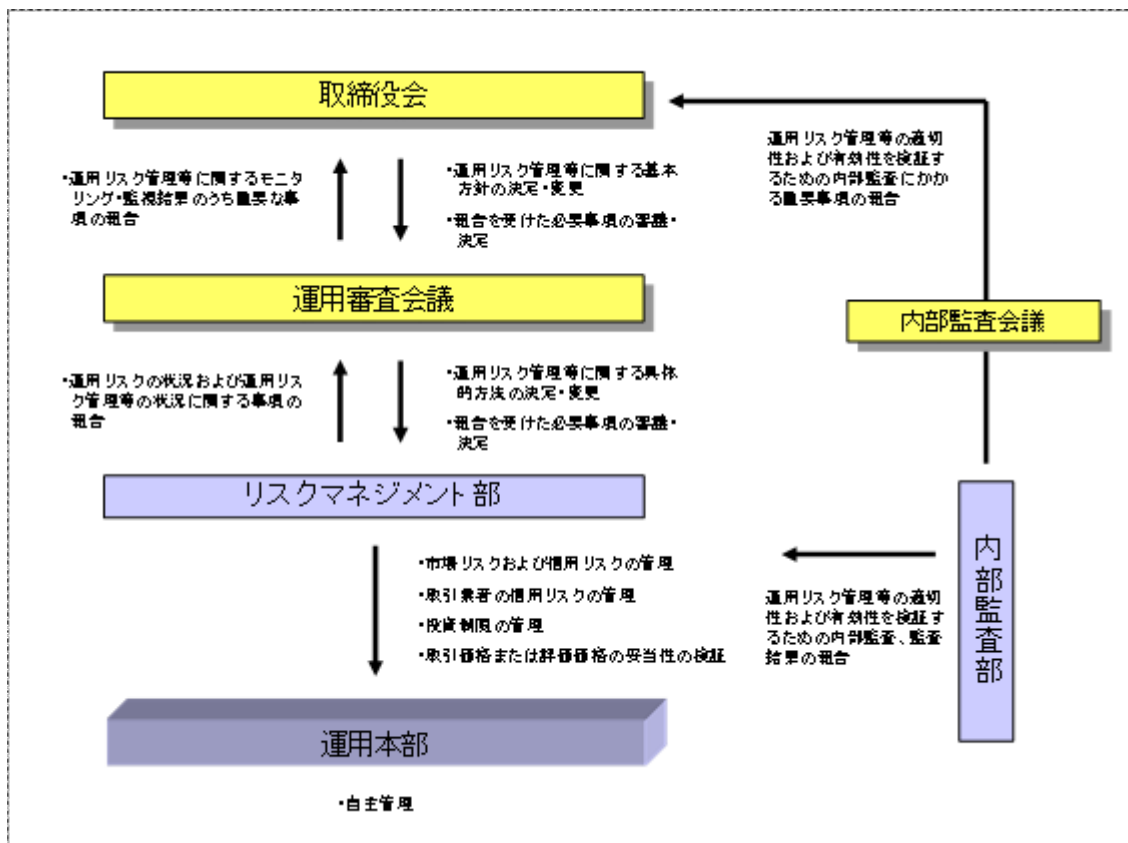 取締役会
・運用リスク管理等に関するモニタ
リング・監視結果のうち重要な事
項の報告
・運用リスク管理等に関する基本
方針の決定・変更
・報告を受けた必要事項の審議・
決定
運用リスク管理等の適切
性および有効性を検証す
るための内部監査にかか
る重要事項の報告
運用審査会議
内部監査会議
・運用リスクの状況および運用リス
ク管理等の状況に関する事項の
報告
・運用リスク管理等に関する具体
的方法の決定・変更
・報告を受けた必要事項の審議・
決定
リスクマネジメント部
・市場リスクおよび信用リスクの管理
・取引業者の信用リスクの管理
・投資制限の管理
・取引価格または評価価格の妥当性の検証
運用リスク管理等の適切
性および有効性を検証す
るための内部監査、監査
結果の報告
内部監査部
運用本部
・自主管理